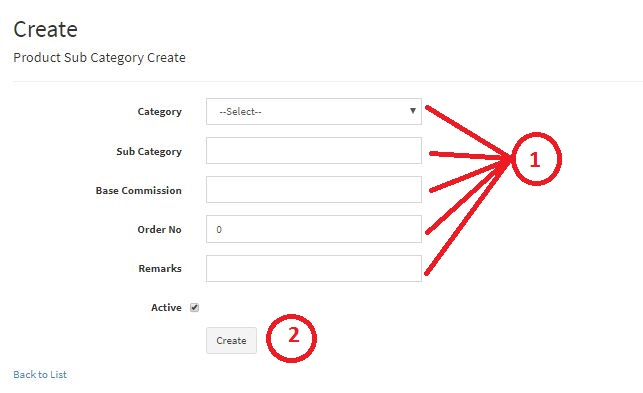 Create
Product Sub Category Create
Category --Select--
Sub Category
1
Base Commission
Order No 0
Remarks
Active
Create 2
Back to List